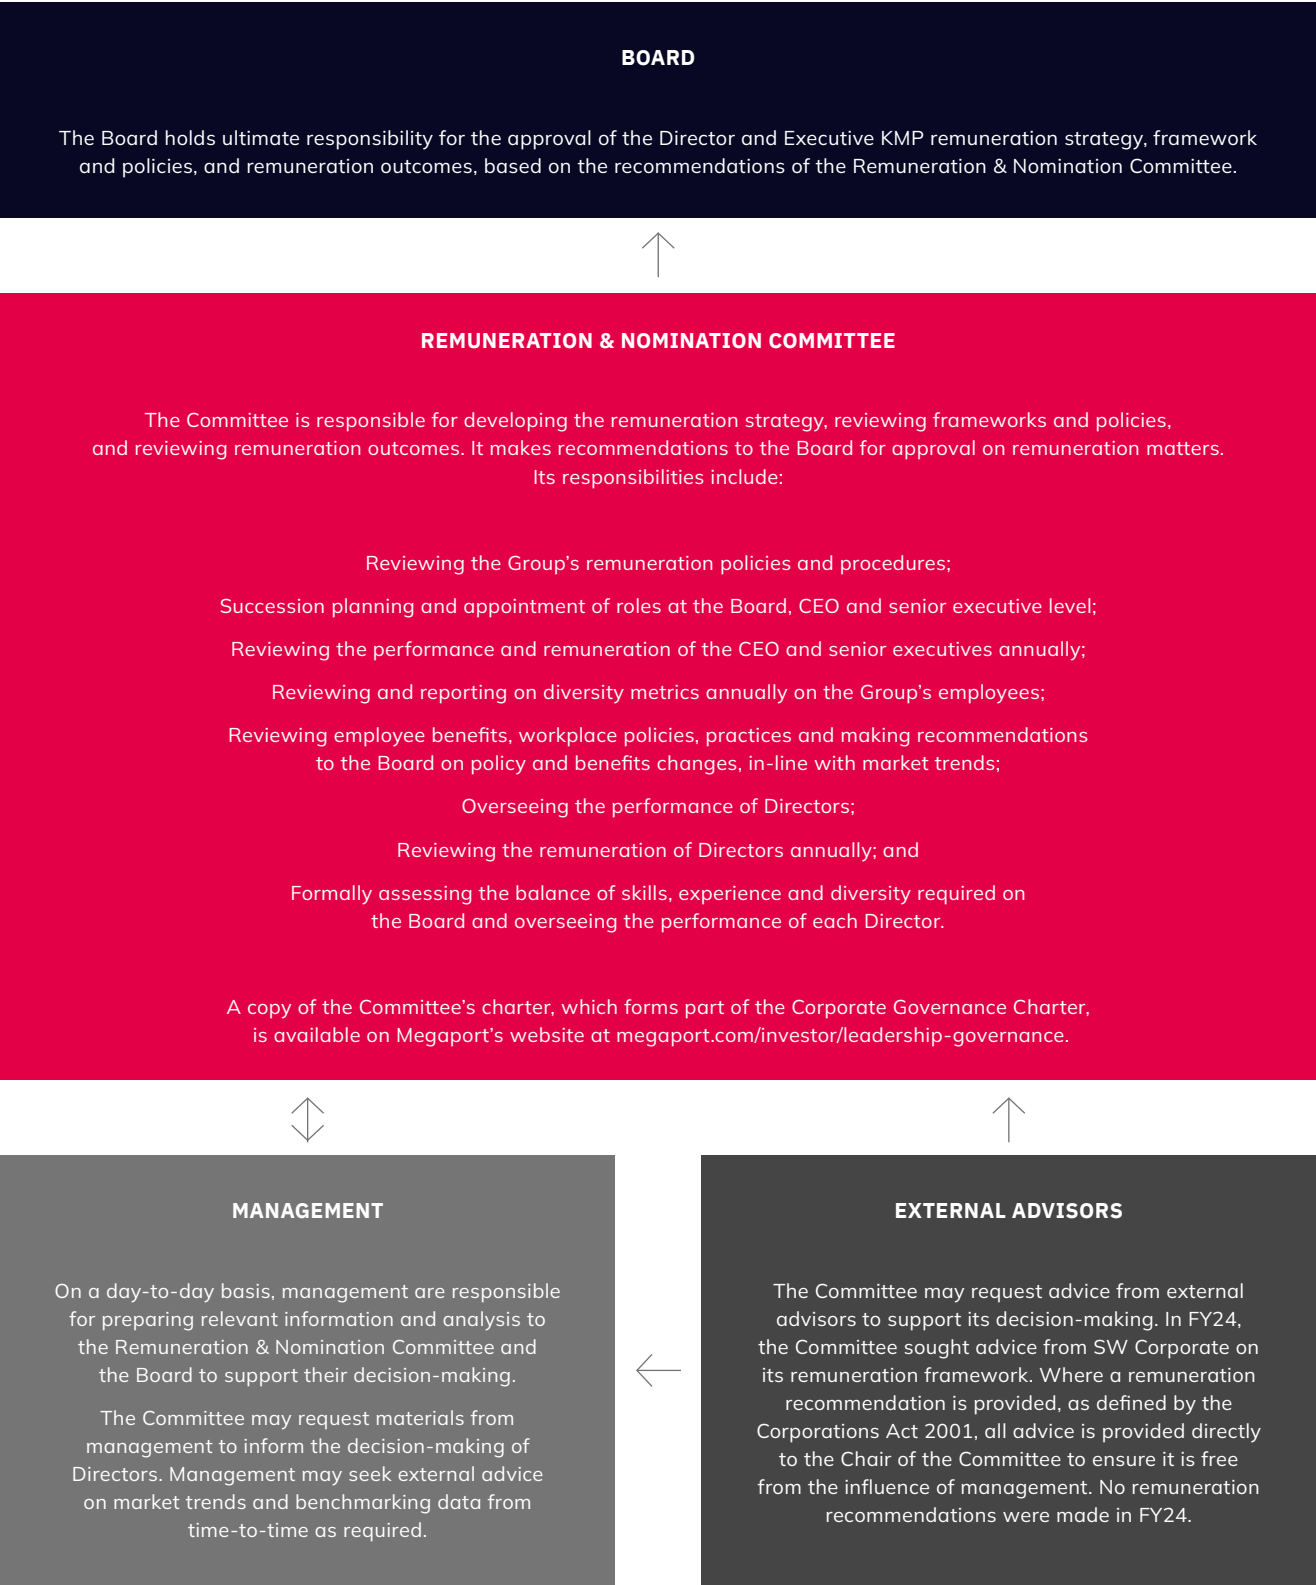 BOARD
The Board holds ultimate responsibility for the approval of the Director and Executive KMP remuneration strategy, framework
and policies, and remuneration outcomes, based on the recommendations of the Remuneration & Nomination Committee.
REMUNERATION & NOMINATION COMMITTEE
The Committee is responsible for developing the remuneration strategy, reviewing frameworks and policies,
and reviewing remuneration outcomes. It makes recommendations to the Board for approval on remuneration matters.
Its responsibilities include:
Reviewing the Group’s remuneration policies and procedures;
Succession planning and appointment of roles at the Board, CEO and senior executive level;
Reviewing the performance and remuneration of the CEO and senior executives annually;
Reviewing and reporting on diversity metrics annually on the Group’s employees;
Reviewing employee benefits, workplace policies, practices and making recommendations
to the Board on policy and benefits changes, in-line with market trends;
Overseeing the performance of Directors;
Reviewing the remuneration of Directors annually; and
Formally assessing the balance of skills, experience and diversity required on
the Board and overseeing the performance of each Director.
A copy of the Committee’s charter, which forms part of the Corporate Governance Charter,
is available on Megaport’s website at megaport.com/investor/leadership-governance.
MANAGEMENT
On a day-to-day basis, management are responsible
for preparing relevant information and analysis to
the Remuneration & Nomination Committee and
the Board to support their decision-making.
The Committee may request materials from
management to inform the decision-making of
Directors. Management may seek external advice
on market trends and benchmarking data from
time-to-time as required.
EXTERNAL ADVISORS
The Committee may request advice from external
advisors to support its decision-making. In FY24,
the Committee sought advice from SW Corporate on
its remuneration framework. Where a remuneration
recommendation is provided, as defined by the
Corporations Act 2001, all advice is provided directly
to the Chair of the Committee to ensure it is free
from the influence of management. No remuneration
recommendations were made in FY24.